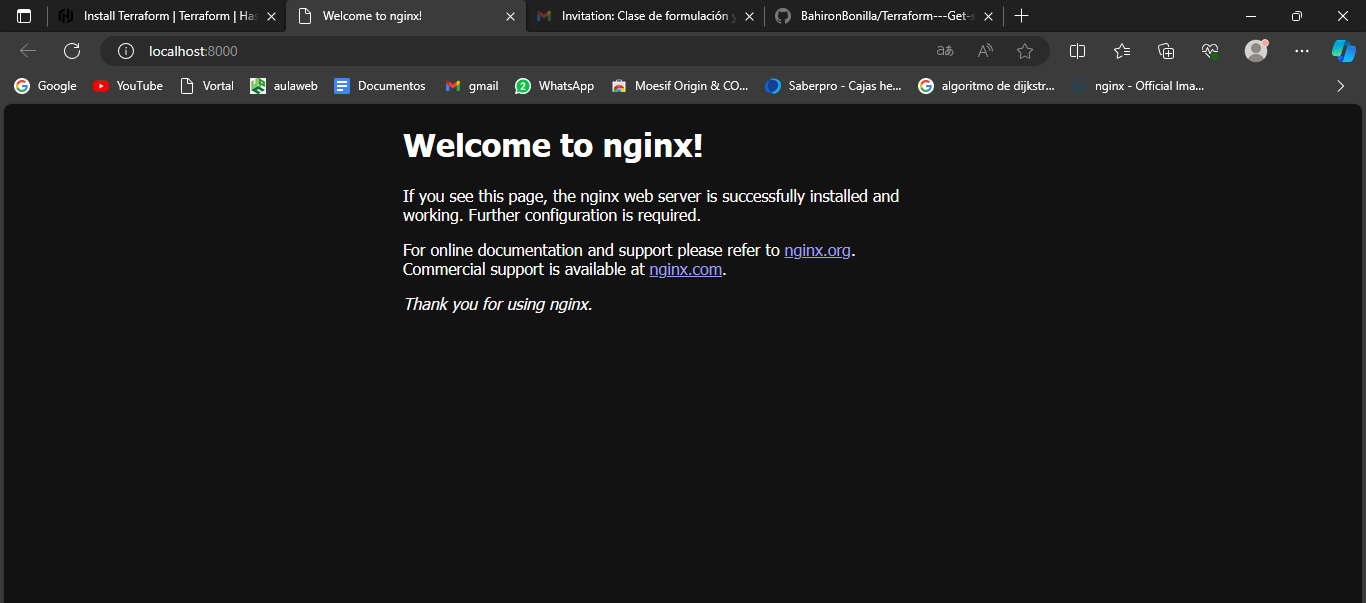 Install Terraform | Terraform | Has
Welcome to nginx!
Invitation: Clase de formulación y
BahironBonilla/Terraform---Get-s
localhost:8000
Google
YouTube
Vortal
aulaweb
Documentos
gmail
WhatsApp
Moesif Origin & CO...
Saberpro - Cajas he...
algoritmo de dijkstr...
nginx - Official Ima...
Welcome to nginx!
If you see this page, the nginx web server is successfully installed and
working. Further configuration is required.
For online documentation and support please refer to nginx.org.
Commercial support is available at nginx.com.
Thank you for using nginx.